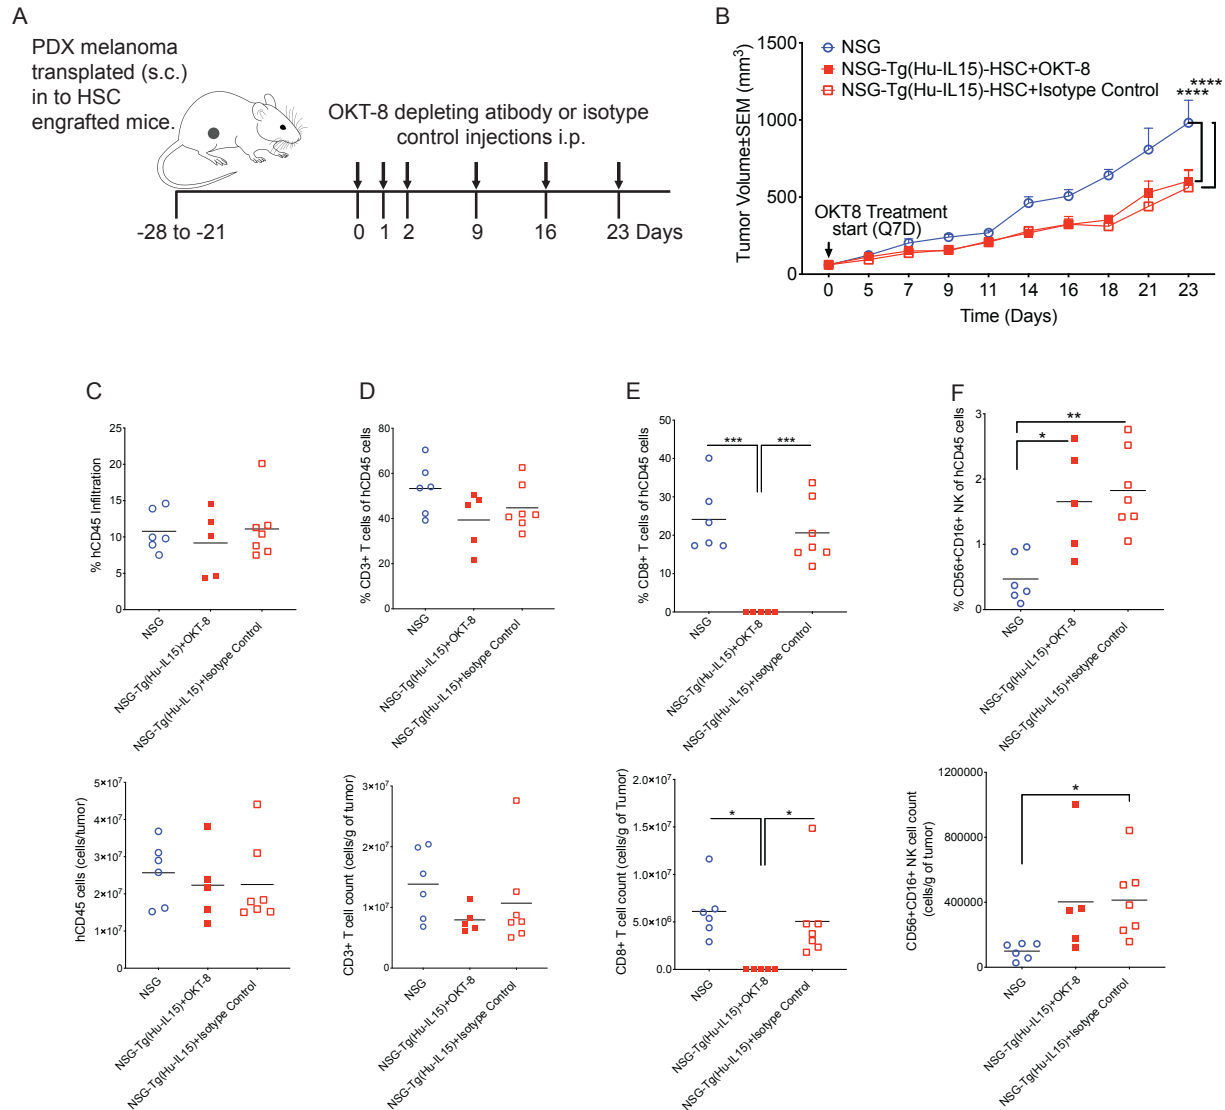 A
PDX melanoma
transplated (s.c.)
in to HSC
engrafted mice.
OKT-8 depleting atibody or isotype
control injections i.p.
-28 to -21
0 1 2 9 16 23 Days
B
Tumor Volume±SEM (mm³)
1500
1000
500
0
NSG
NSG-Tg(Hu-IL15)-HSC+OKT-8
NSG-Tg(Hu-IL15)-HSC+Isotype Control
****
****
OKT8 Treatment
start (Q7D)
0 5 7 9 11 14 16 18 21 23
Time (Days)
C
% hCD45 Infiltration
25
20
15
10
5
0
NSG
NSG-Tg(Hu-IL15)+OKT-8
NSG-Tg(Hu-IL15)+Isotype Control
D
% CD3+ T cells of hCD45 cells
80
60
40
20
0
NSG
NSG-Tg(Hu-IL15)+OKT-8
NSG-Tg(Hu-IL15)+Isotype Control
E
% CD8+ T cells of hCD45 cells
50
40
30
20
10
0
*** ***
NSG
NSG-Tg(Hu-IL15)+OKT-8
NSG-Tg(Hu-IL15)+Isotype Control
F
% CD56+CD16+ NK of hCD45 cells
3
2
1
0
**
*
NSG
NSG-Tg(Hu-IL15)+OKT-8
NSG-Tg(Hu-IL15)+Isotype Control
hCD45 cells (cells/tumor)
5×10⁷
4×10⁷
3×10⁷
2×10⁷
1×10⁷
0
NSG
NSG-Tg(Hu-IL15)+OKT-8
NSG-Tg(Hu-IL15)+Isotype Control
CD3+ T cell count (cells/g of tumor)
3×10⁷
2×10⁷
1×10⁷
0
NSG
NSG-Tg(Hu-IL15)+OKT-8
NSG-Tg(Hu-IL15)+Isotype Control
CD8+ T cell count (cells/g of Tumor)
2.0×10⁷
1.5×10⁷
1.0×10⁷
5.0×10⁶
0.0
* *
NSG
NSG-Tg(Hu-IL15)+OKT-8
NSG-Tg(Hu-IL15)+Isotype Control
CD56+CD16+ NK cell count
(cells/g of tumor)
1200000
800000
400000
0
*
NSG
NSG-Tg(Hu-IL15)+OKT-8
NSG-Tg(Hu-IL15)+Isotype Control